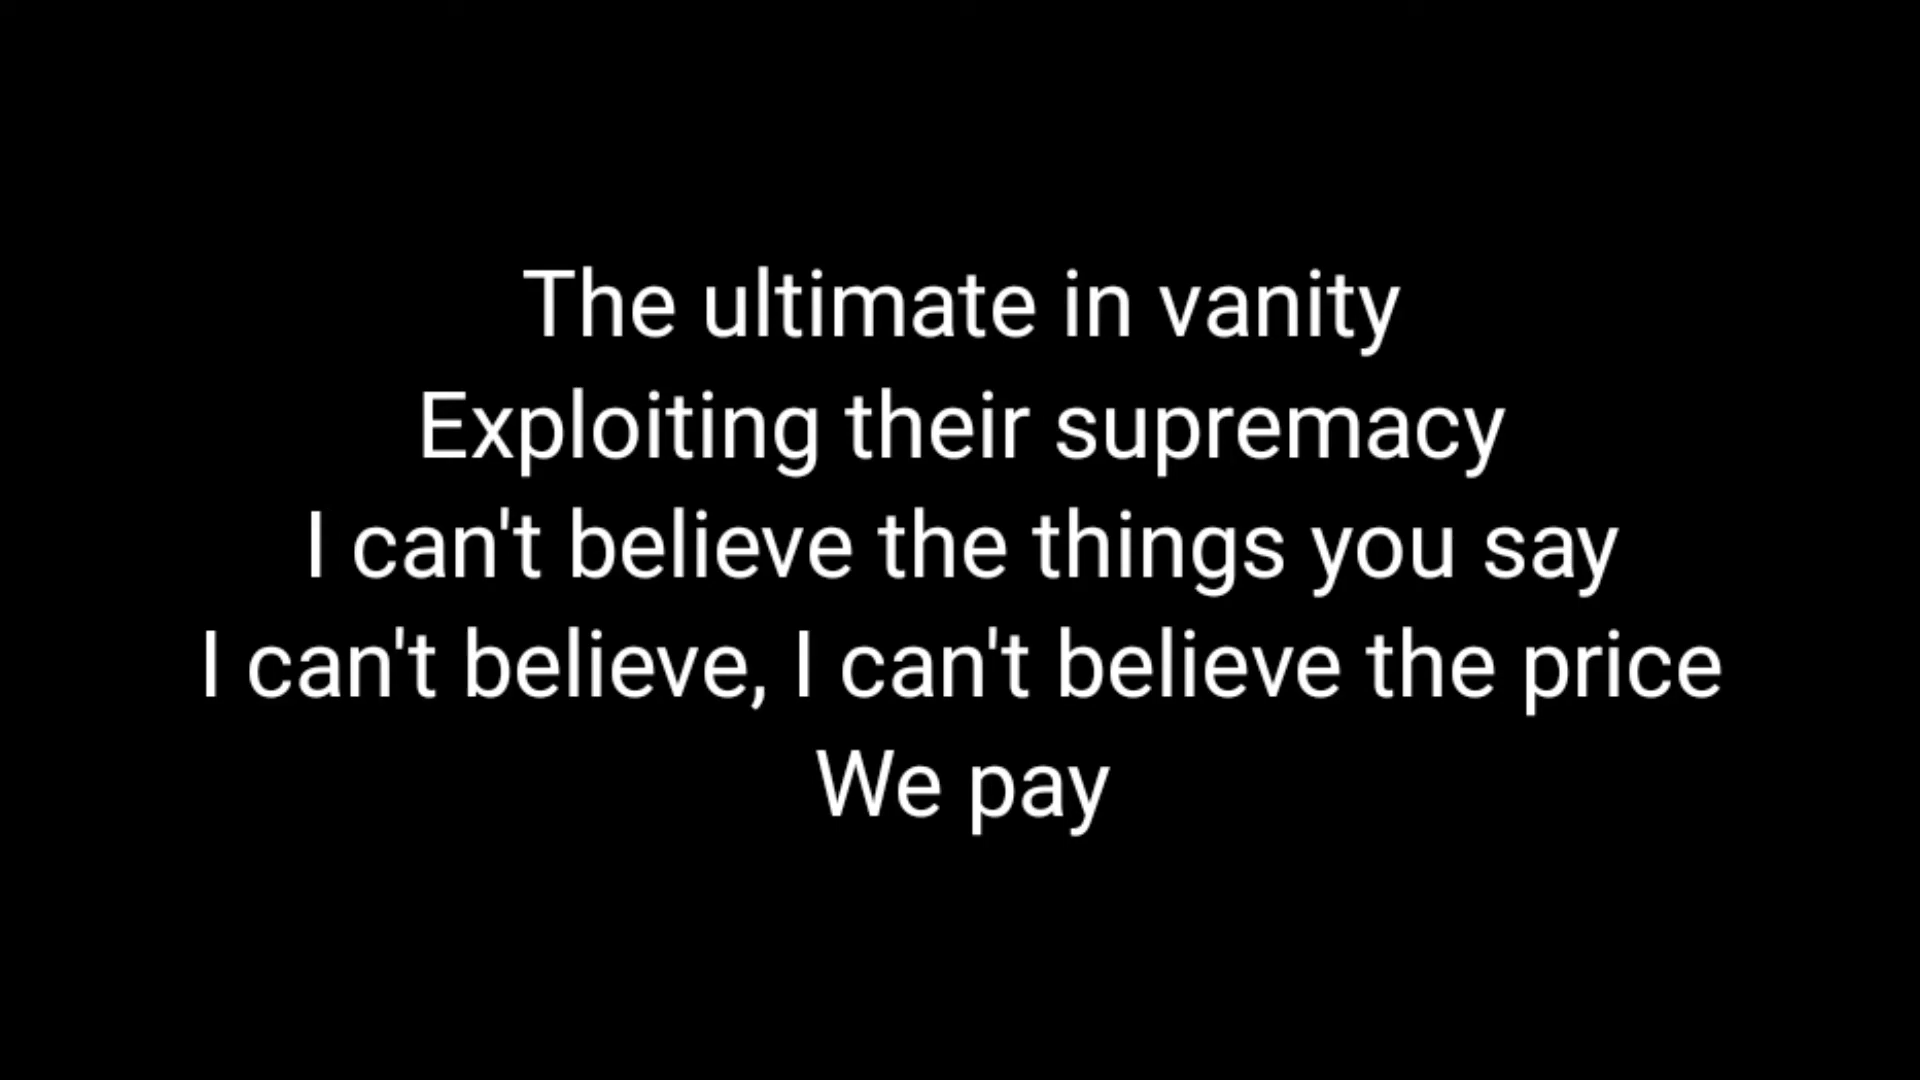 The ultimate in vanity
Exploiting their supremacy
I can't believe the things you say
I can't believe, I can't believe the price
We pay